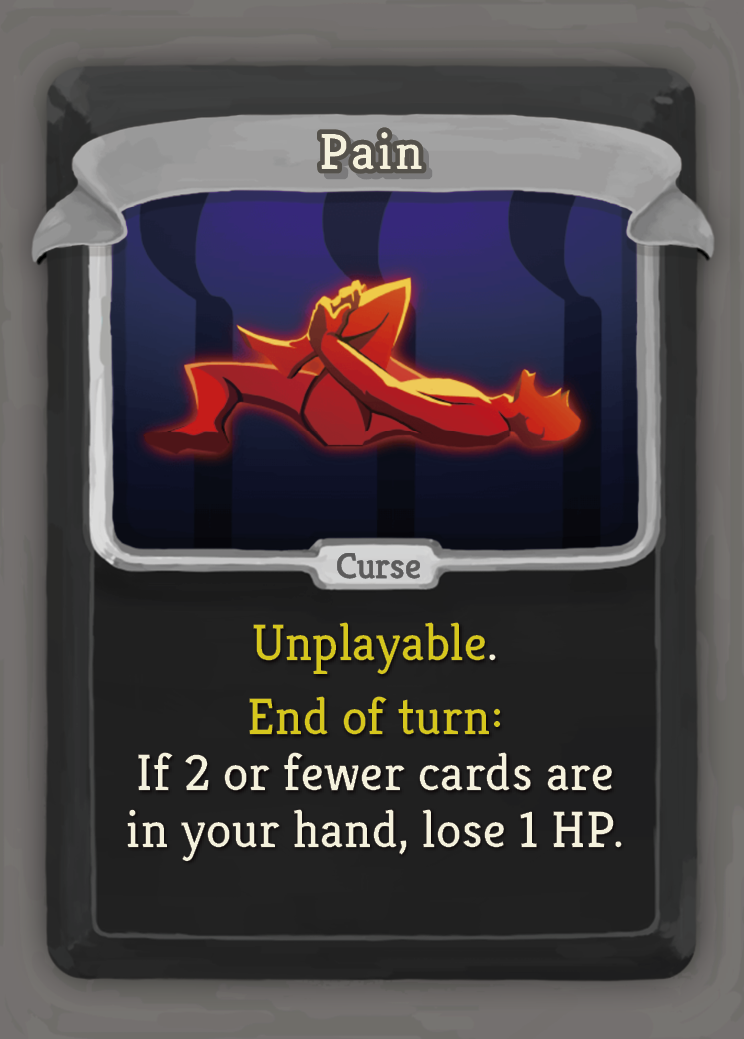 Pain
Curse
Unplayable.
End of turn:
If 2 or fewer cards are
in your hand, lose 1 HP.